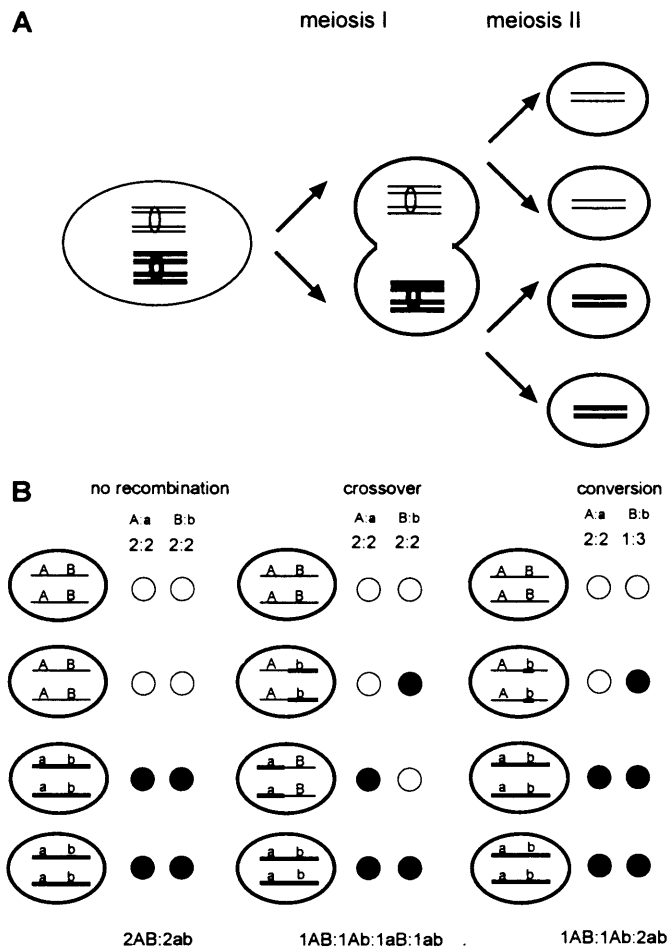 A
meiosis I meiosis II
B
no recombination crossover conversion
A:a B:b A:a B:b A:a B:b
2:2 2:2 2:2 2:2 2:2 1:3
A B A B A B
A B A B A B
A B A b A b
A B A b A b
a b a B a b
a b a B a b
a b a b a b
a b a b a b
2AB:2ab 1AB:1Ab:1aB:1ab . 1AB:1Ab:2ab